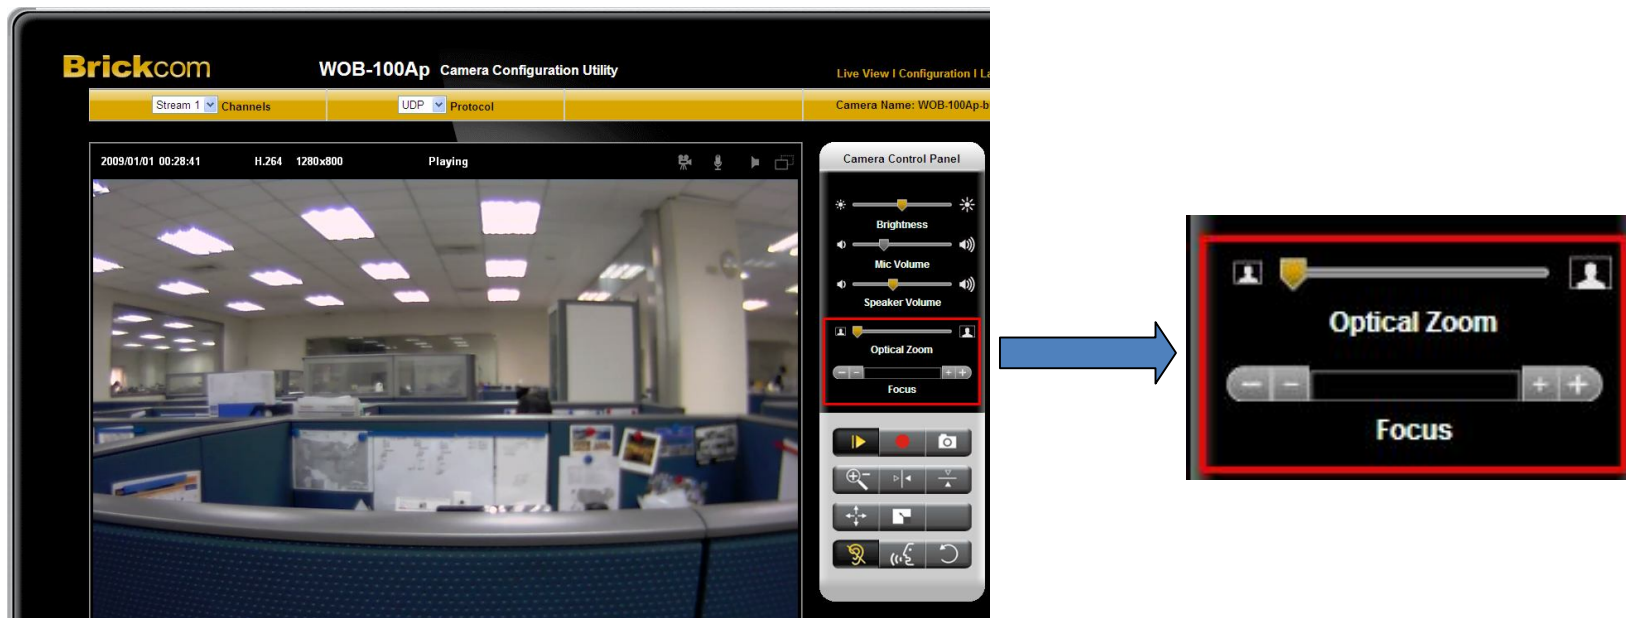 Brickcom
WOB-100Ap Camera Configuration Utility
Live View I Configuration I
Stream 1 Channels
UDP Protocol
Camera Name: WOB-100Ap-b
2009/01/01 00:28:41 H.264 1280x800 Playing
Camera Control Panel
Brightness
Mic Volume
Speaker Volume
Optical Zoom
Focus
Optical Zoom
Focus